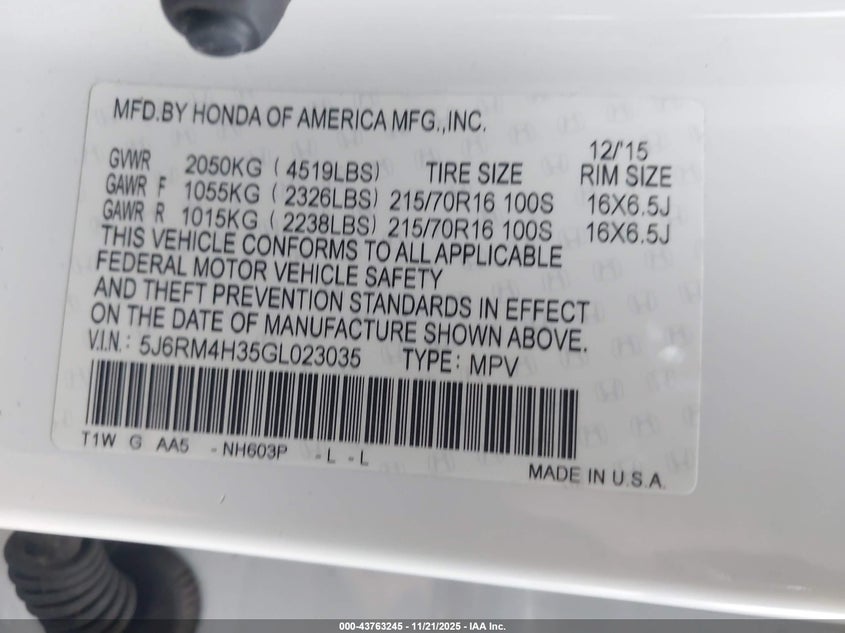 MFD.BY HONDA OF AMERICA MFG.,INC.
12/'15
GVWR 2050KG ( 4519LBS) TIRE SIZE RIM SIZE
GAWR F 1055KG ( 2326LBS) 215/70R16 100S 16X6.5J
GAWR R 1015KG ( 2238LBS) 215/70R16 100S 16X6.5J
THIS VEHICLE CONFORMS TO ALL APPLICABLE
FEDERAL MOTOR VEHICLE SAFETY
AND THEFT PREVENTION STANDARDS IN EFFECT
ON THE DATE OF MANUFACTURE SHOWN ABOVE.
V.I.N.: 5J6RM4H35GL023035 TYPE: MPV
T1W G AA5 - NH603P - L - L
MADE IN U.S.A.
000-43763245 - 11/21/2025 - IAA Inc.